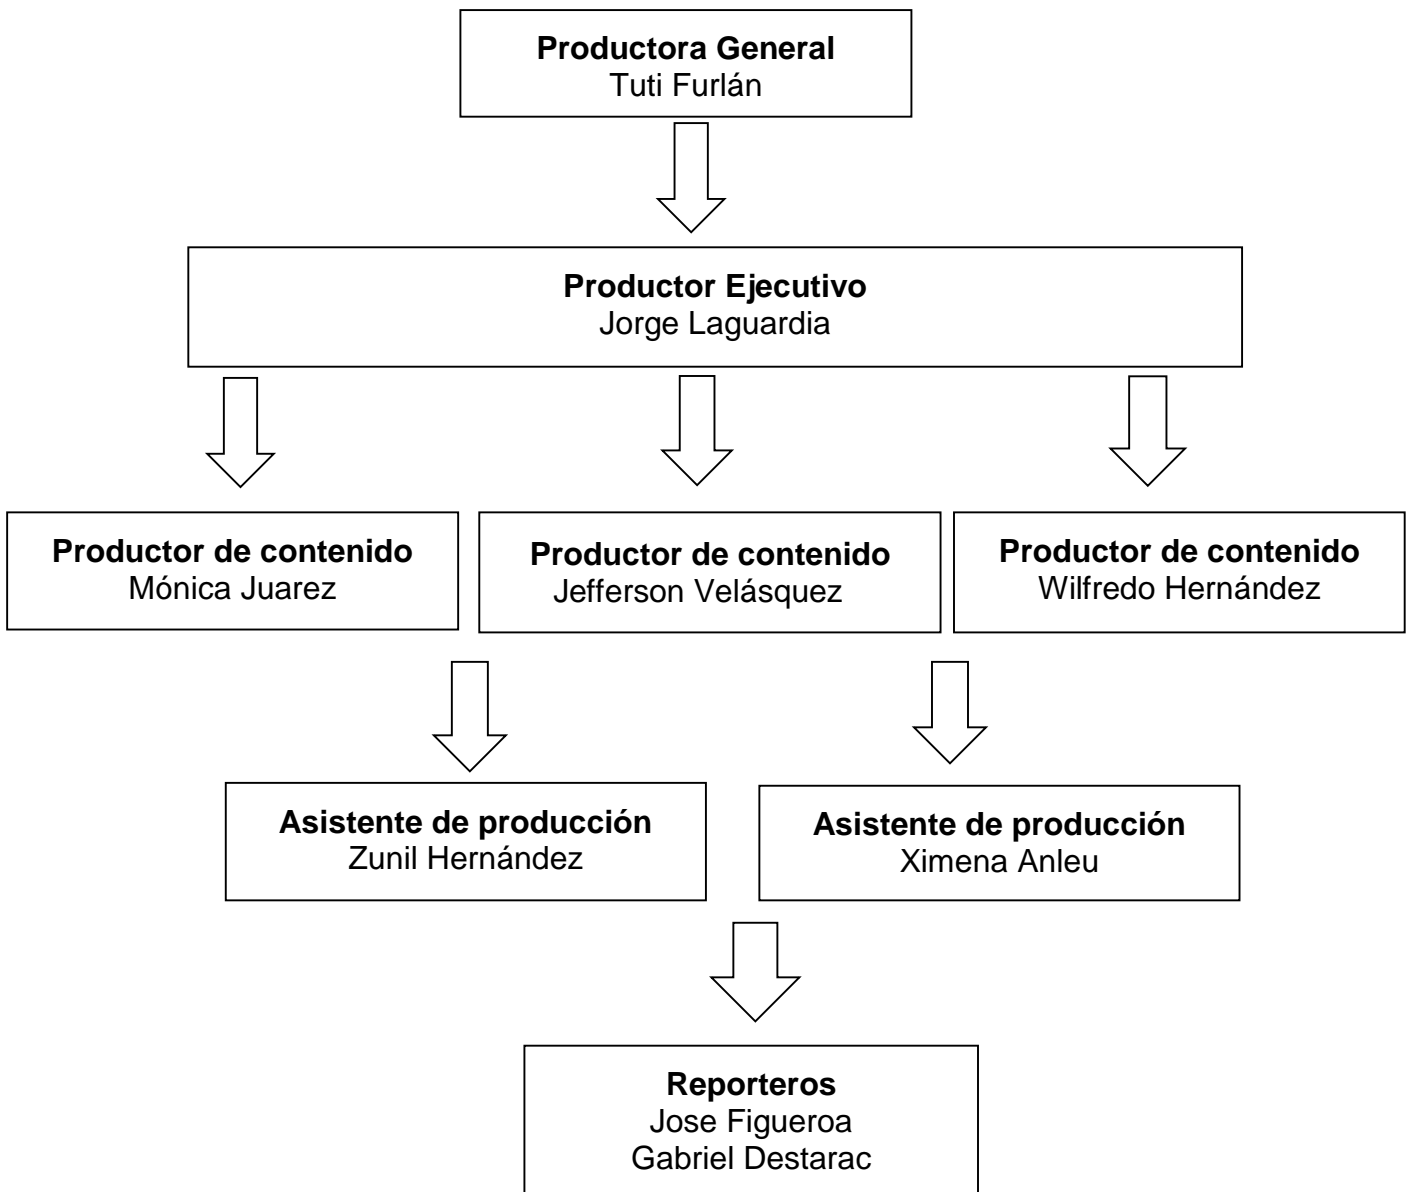 Productora General
Tuti Furlán
Productor Ejecutivo
Jorge Laguardia
Productor de contenido
Mónica Juarez
Productor de contenido
Jefferson Velásquez
Productor de contenido
Wilfredo Hernández
Asistente de producción
Zunil Hernández
Asistente de producción
Ximena Anleu
Reporteros
Jose Figueroa
Gabriel Destarac